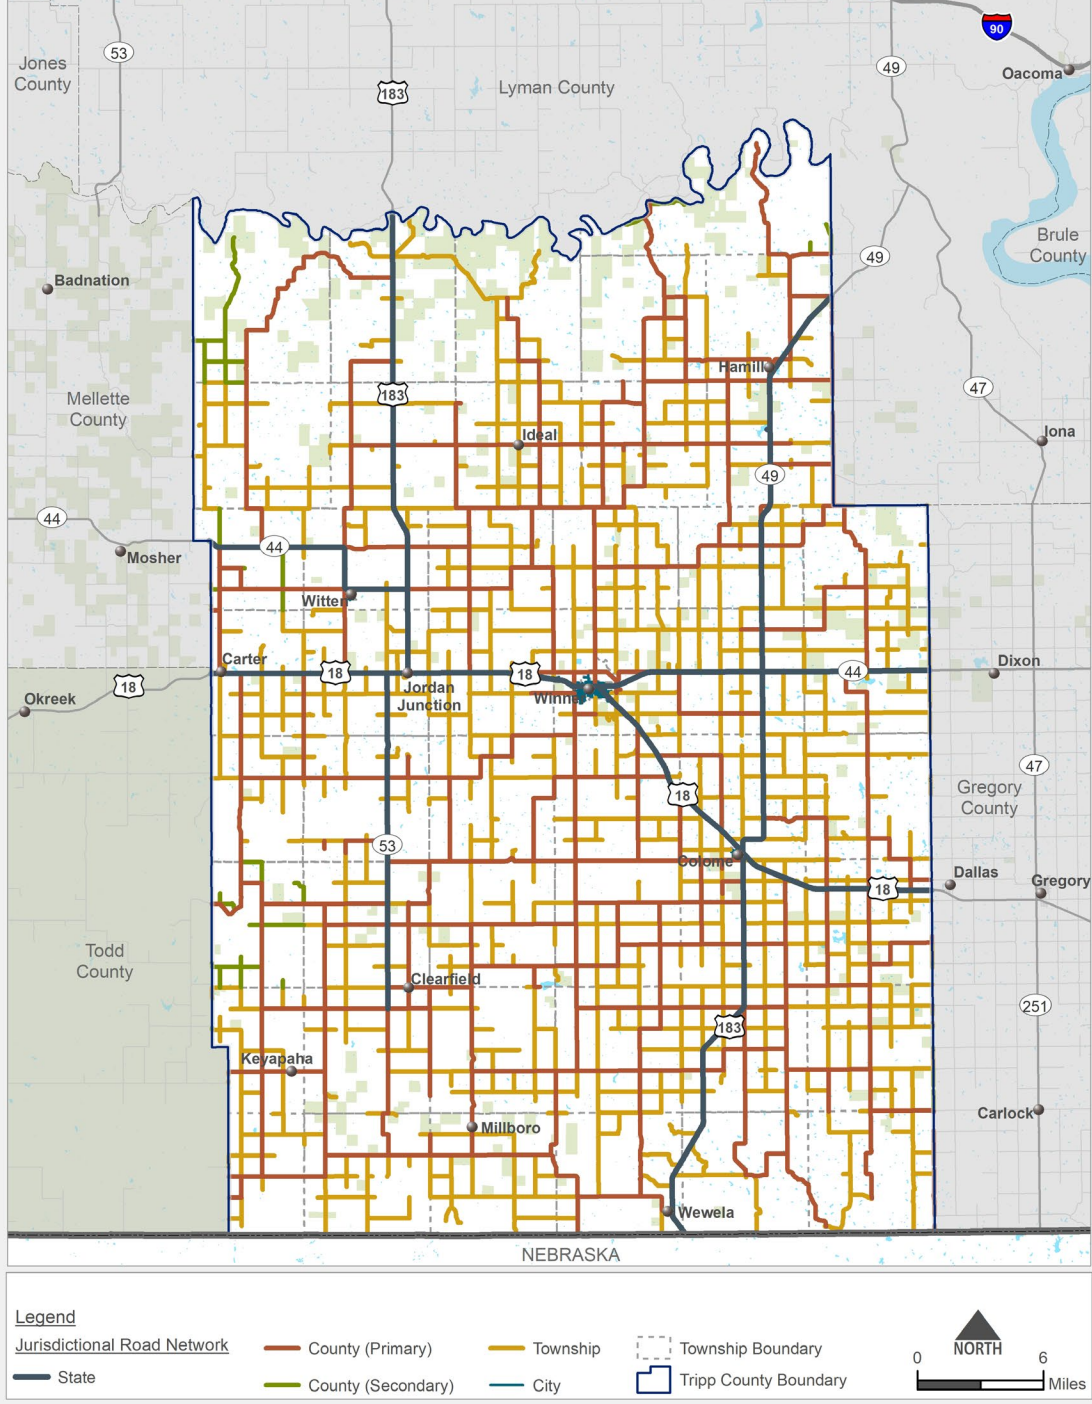 90
53
Jones
County
49
Oacoma
Lyman County
183
Brule
County
49
Badnation
47
Mellette
County
Hamill
183
Iona
Ideal
49
44
44
Mosher
Witten
Carter
Dixon
18
18
44
18
Okreek
Jordan
Junction
47
18
Gregory
County
53
Colome
Dallas
Gregory
18
Todd
County
Clearfield
251
183
Keyapaha
Carlock
Millboro
Wewela
NEBRASKA
Legend
Jurisdictional Road Network
State
County (Primary)
County (Secondary)
Township
City
Township Boundary
Tripp County Boundary
NORTH
0 6
Miles